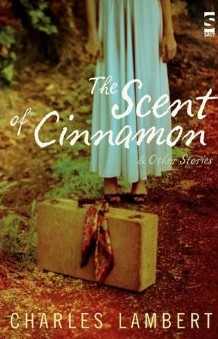 The Scent
of Cinnamon
& Other Stories
CHARLES LAMBERT